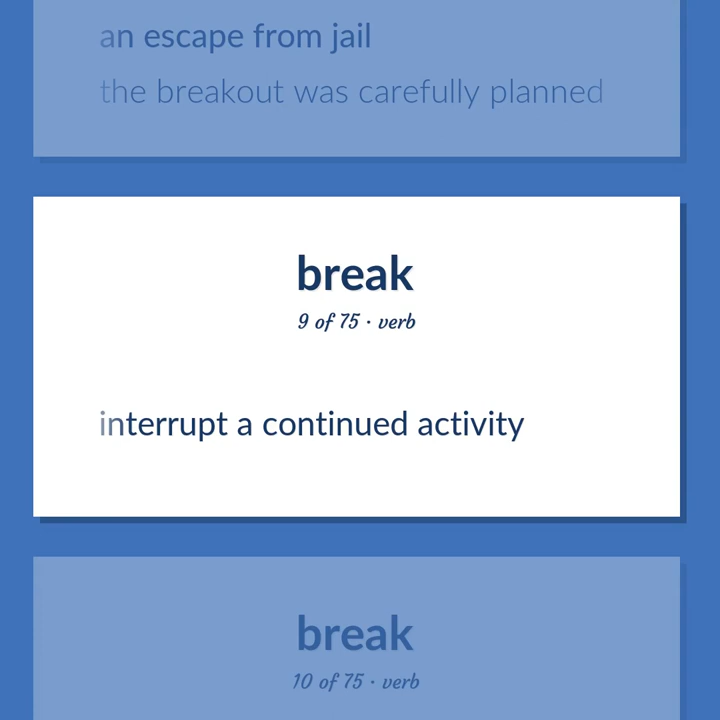 an escape from jail
the breakout was carefully planned
break
9 of 75 · verb
interrupt a continued activity
break
10 of 75 · verb